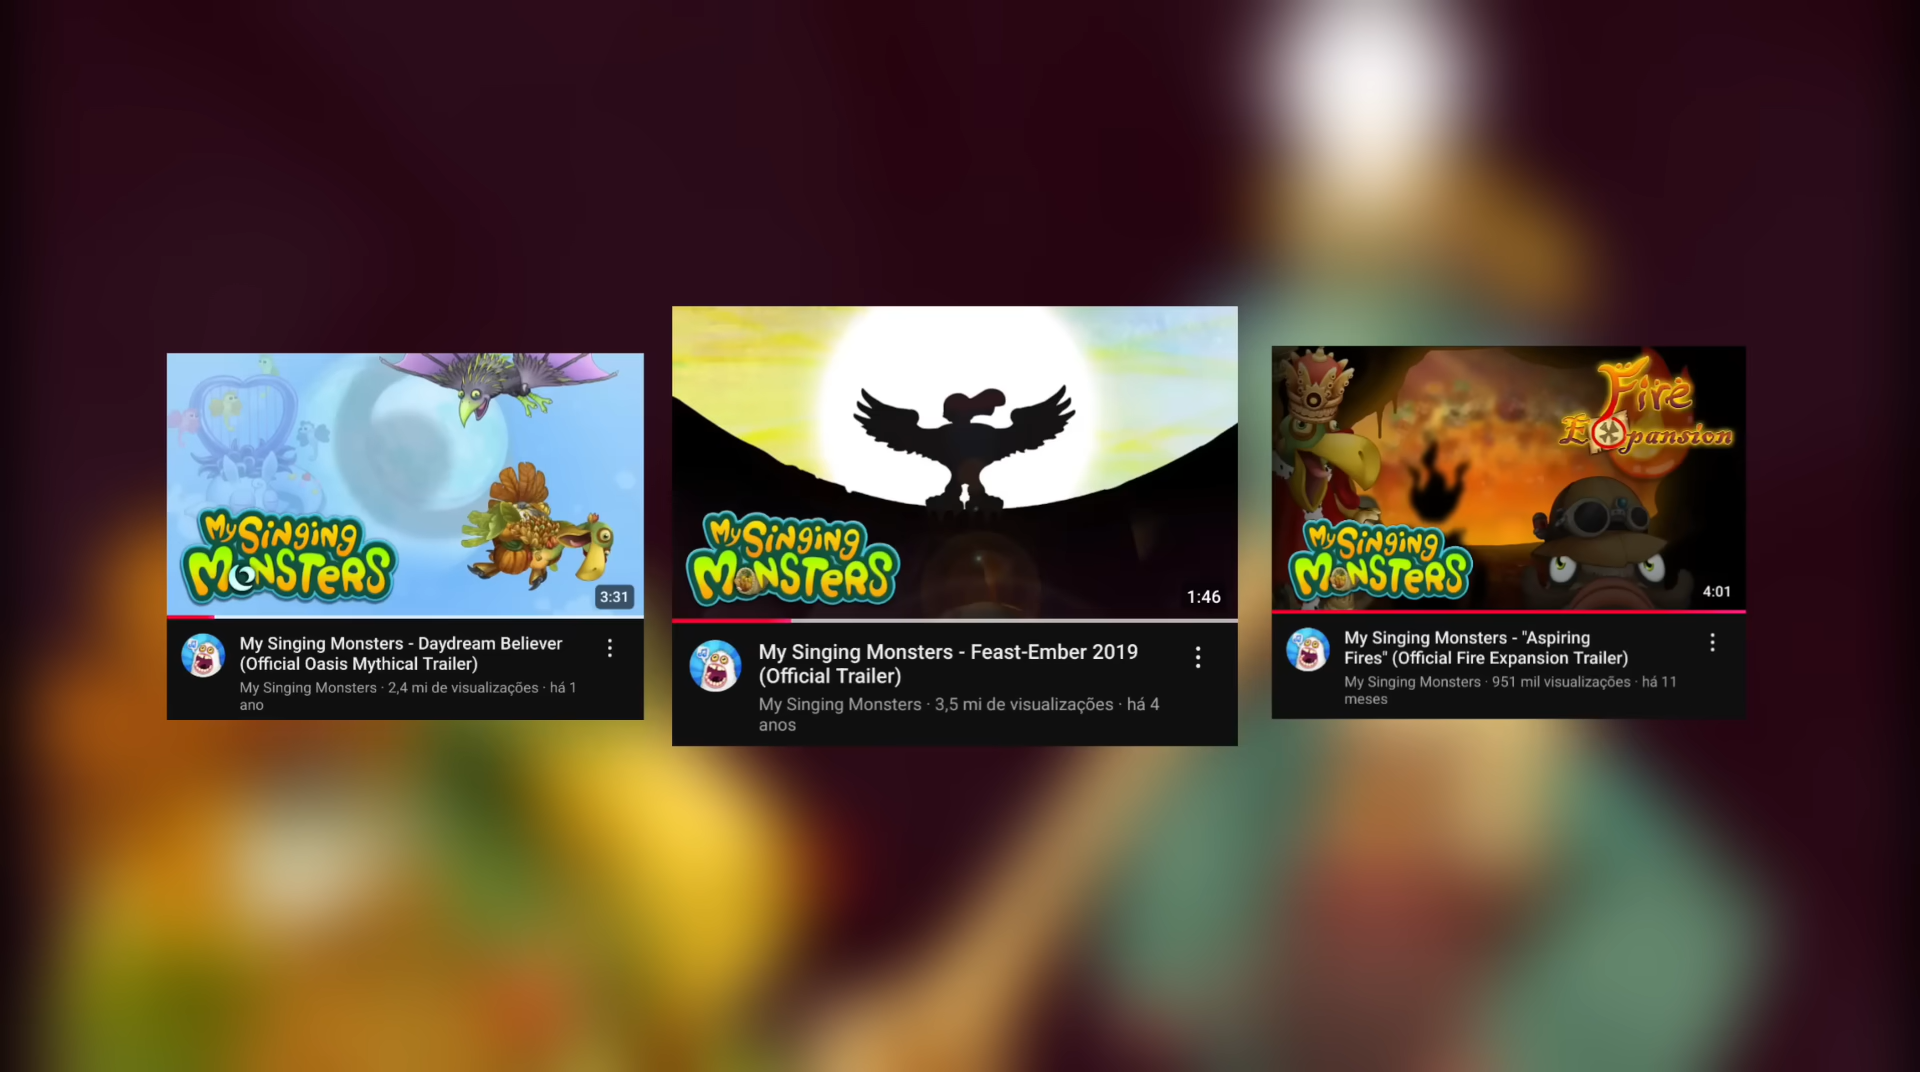 My Singing
Monsters
3:31
My Singing Monsters - Daydream Believer
(Official Oasis Mythical Trailer)
My Singing Monsters · 2,4 mi de visualizações · há 1
ano
My Singing
Monsters
1:46
My Singing Monsters - Feast-Ember 2019
(Official Trailer)
My Singing Monsters · 3,5 mi de visualizações · há 4
anos
Fire
Expansion
My Singing
Monsters
4:01
My Singing Monsters - "Aspiring
Fires" (Official Fire Expansion Trailer)
My Singing Monsters · 951 mil visualizações · há 11
meses